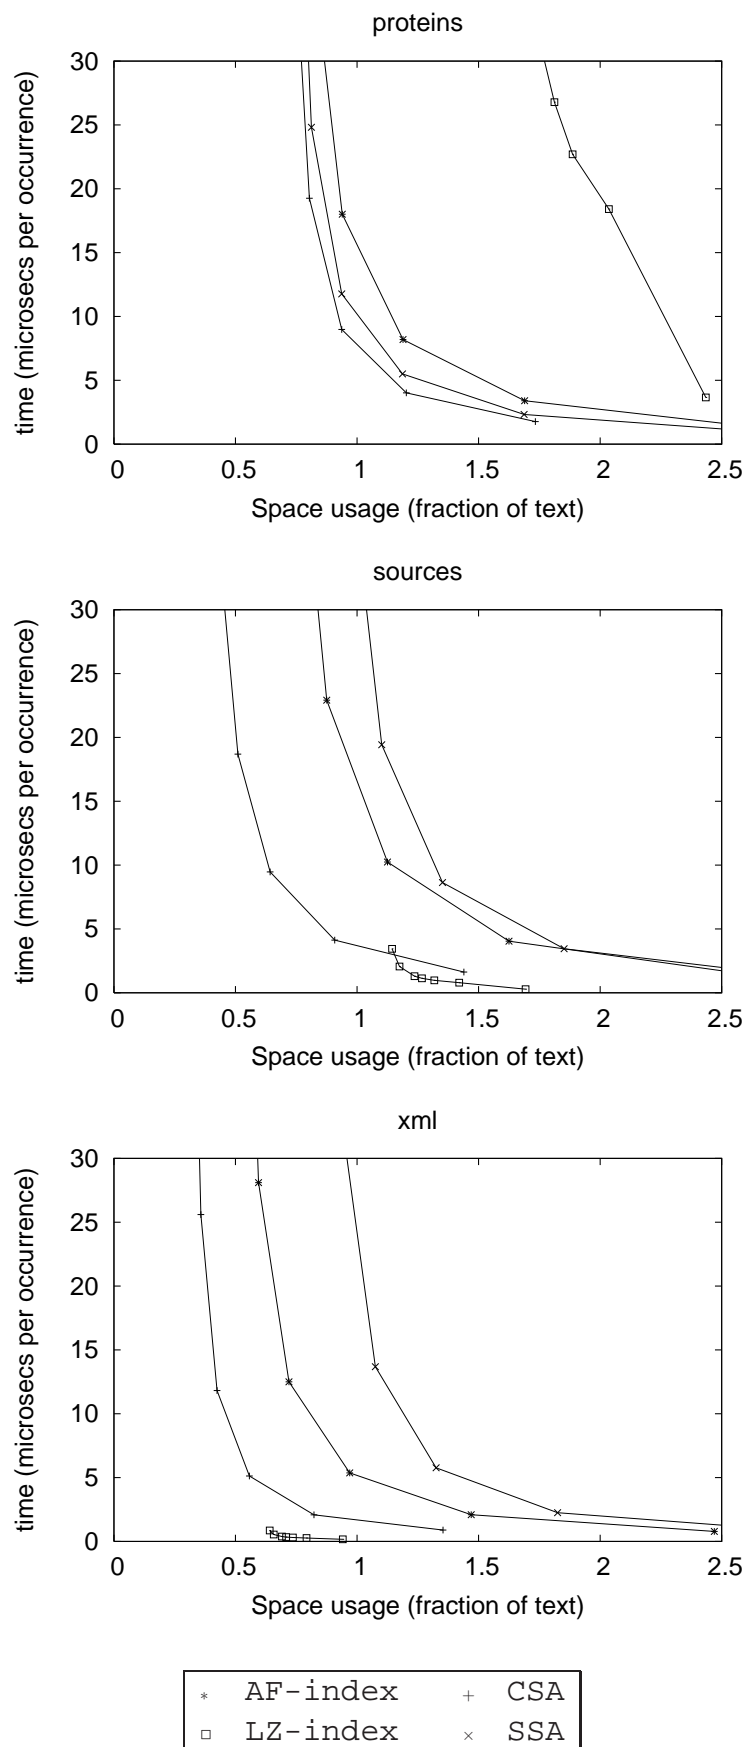 proteins
30
25
20
15
10
5
0
0 0.5 1 1.5 2 2.5
time (microsecs per occurrence)
Space usage (fraction of text)
sources
30
25
20
15
10
5
0
0 0.5 1 1.5 2 2.5
time (microsecs per occurrence)
Space usage (fraction of text)
xml
30
25
20
15
10
5
0
0 0.5 1 1.5 2 2.5
time (microsecs per occurrence)
Space usage (fraction of text)
AF-index CSA
LZ-index SSA